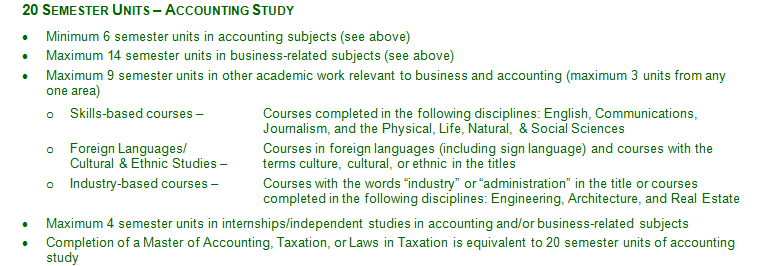 20 SEMESTER UNITS – ACCOUNTING STUDY
• Minimum 6 semester units in accounting subjects (see above)
• Maximum 14 semester units in business-related subjects (see above)
• Maximum 9 semester units in other academic work relevant to business and accounting (maximum 3 units from any
one area)
o Skills-based courses – Courses completed in the following disciplines: English, Communications,
Journalism, and the Physical, Life, Natural, & Social Sciences
o Foreign Languages/ Courses in foreign languages (including sign language) and courses with the
Cultural & Ethnic Studies – terms culture, cultural, or ethnic in the titles
o Industry-based courses – Courses with the words “industry” or “administration” in the title or courses
completed in the following disciplines: Engineering, Architecture, and Real Estate
• Maximum 4 semester units in internships/independent studies in accounting and/or business-related subjects
• Completion of a Master of Accounting, Taxation, or Laws in Taxation is equivalent to 20 semester units of accounting
study